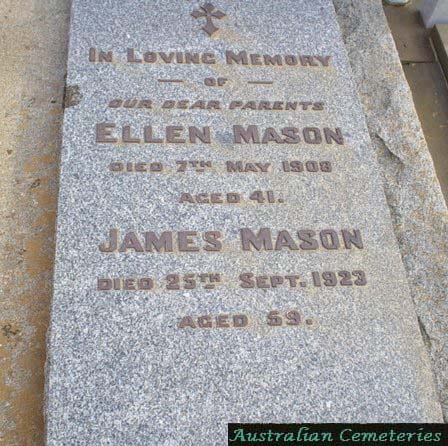 In Loving Memory
OF
OUR DEAR PARENTS
ELLEN MASON
DIED 7TH MAY 1908
AGED 41.
JAMES MASON
DIED 25TH SEPT. 1923
AGED 59.
Australian Cemeteries